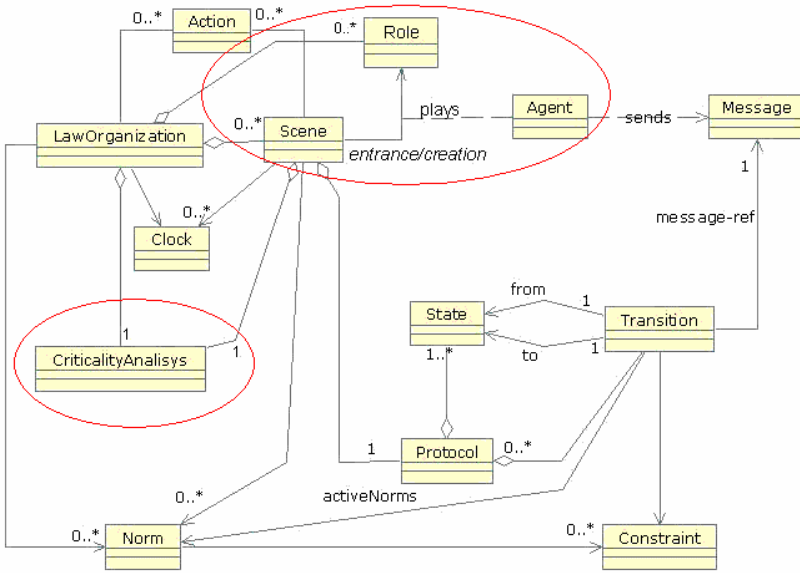 0..*
Action
0..*
0..*
Role
plays
Agent
sends
Message
LawOrganization
0..*
Scene
entrance/creation
1
message-ref
0..*
Clock
from
1
State
Transition
1
to
1
1
CriticalityAnalisys
1..*
1
Protocol
0..*
activeNorms
0..*
0..*
Norm
0..*
Constraint